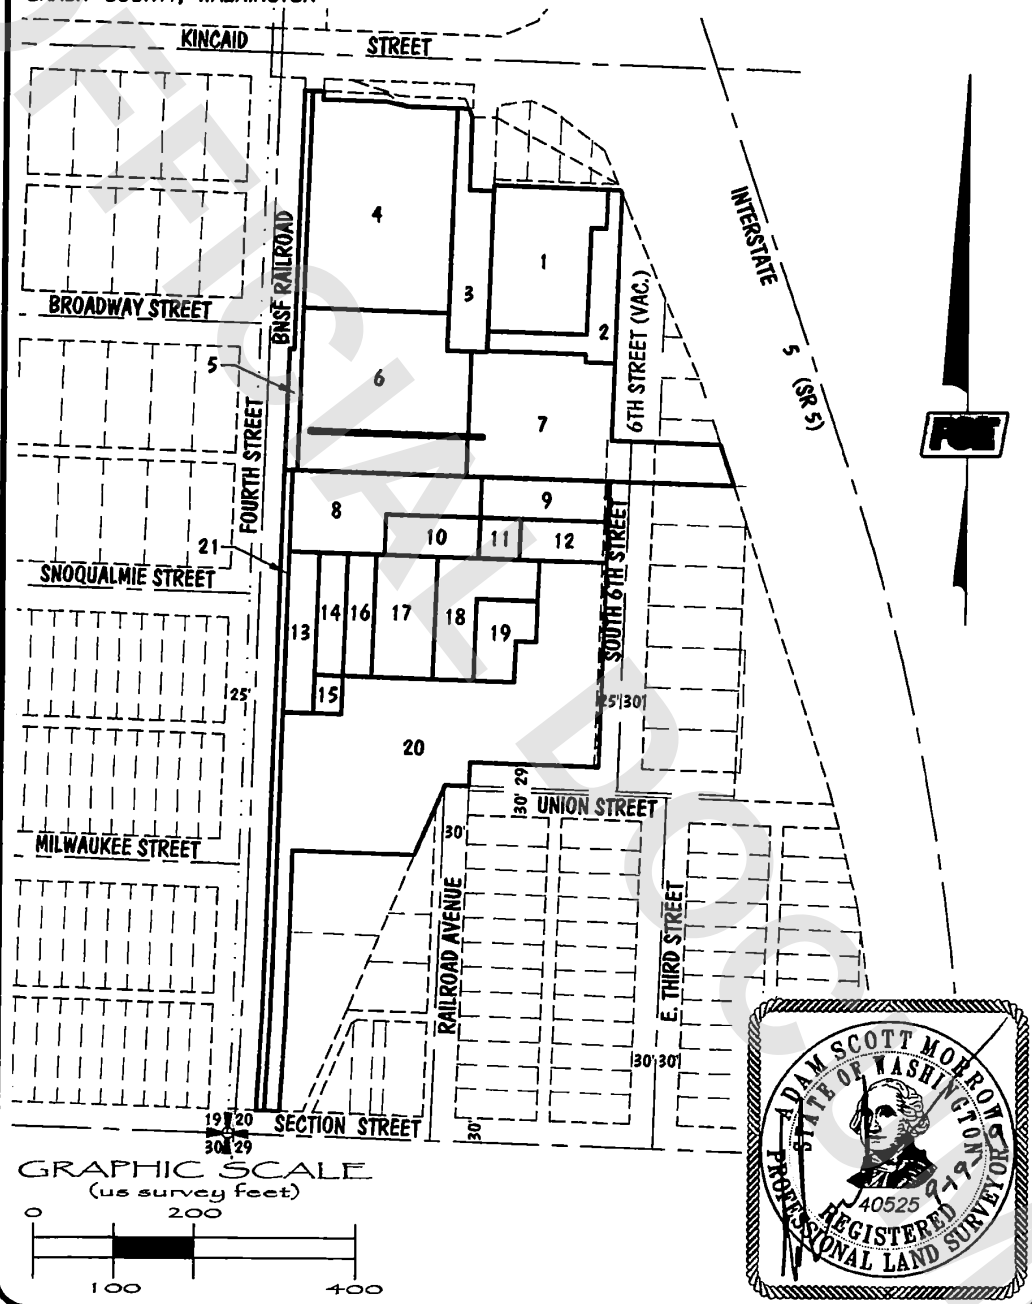 KINCAID STREET
INTERSTATE 5 (SR 5)
BNSF RAILROAD
4
1
3
2
BROADWAY STREET
6TH STREET (VAC.)
5
6
7
FOURTH STREET
8
9
10
11
12
21
SNOQUALMIE STREET
SOUTH 6TH STREET
13
14
16
17
18
19
15
25'
25'
30'
20
30'
29'
UNION STREET
30'
MILWAUKEE STREET
RAILROAD AVENUE
E. THIRD STREET
30'
30'
19 20
30 29
SECTION STREET
30'
GRAPHIC SCALE
(us survey feet)
0 200
100 400
ADAM SCOTT MORROW
STATE OF WASHINGTON
40525
REGISTERED
PROFESSIONAL LAND SURVEYOR